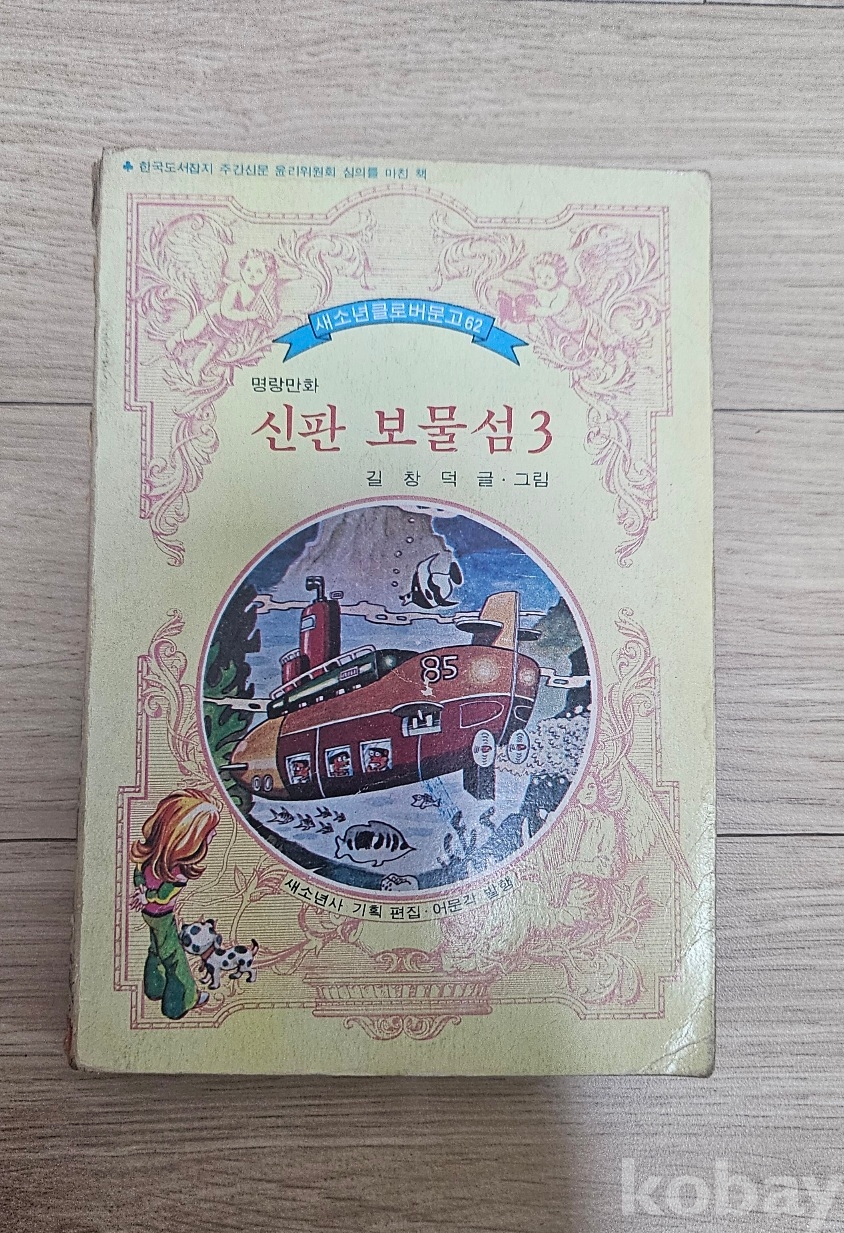 ♣ 한국도서잡지 주간신문 윤리위원회 심의를 마친 책
새소년클로버문고 62
명랑만화
신판 보물섬 3
길 창 덕 글·그림
85
새소년사 기획 편집·어문각 발행
kobay